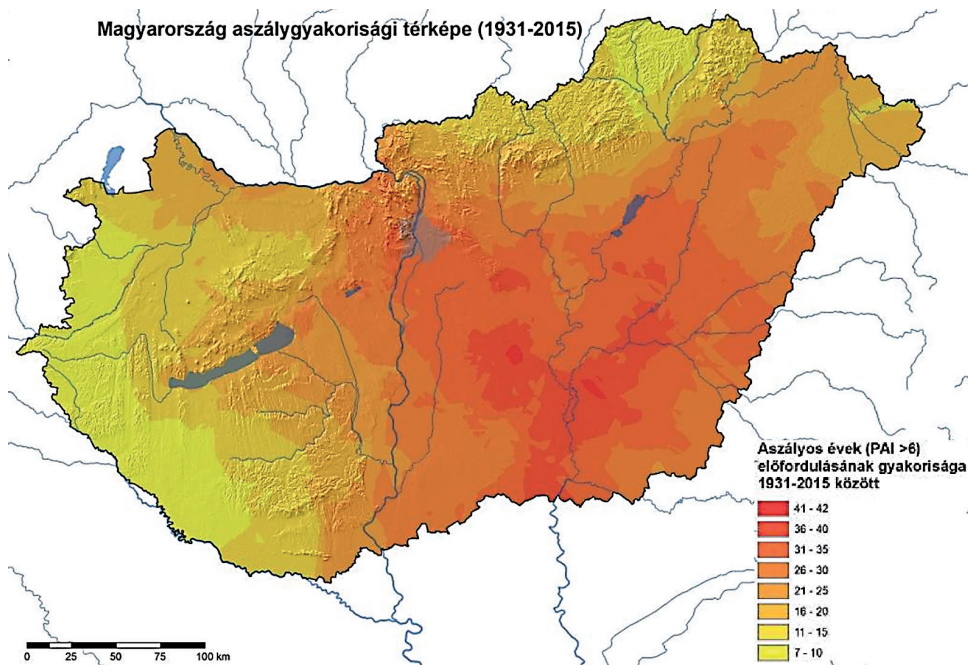 Magyarország aszálygyakorisági térképe (1931-2015)
Aszályos évek (PAI >6)
előfordulásának gyakorisága
1931-2015 között
41 - 42
36 - 40
31 - 35
26 - 30
21 - 25
16 - 20
11 - 15
7 - 10
0 25 50 75 100 km